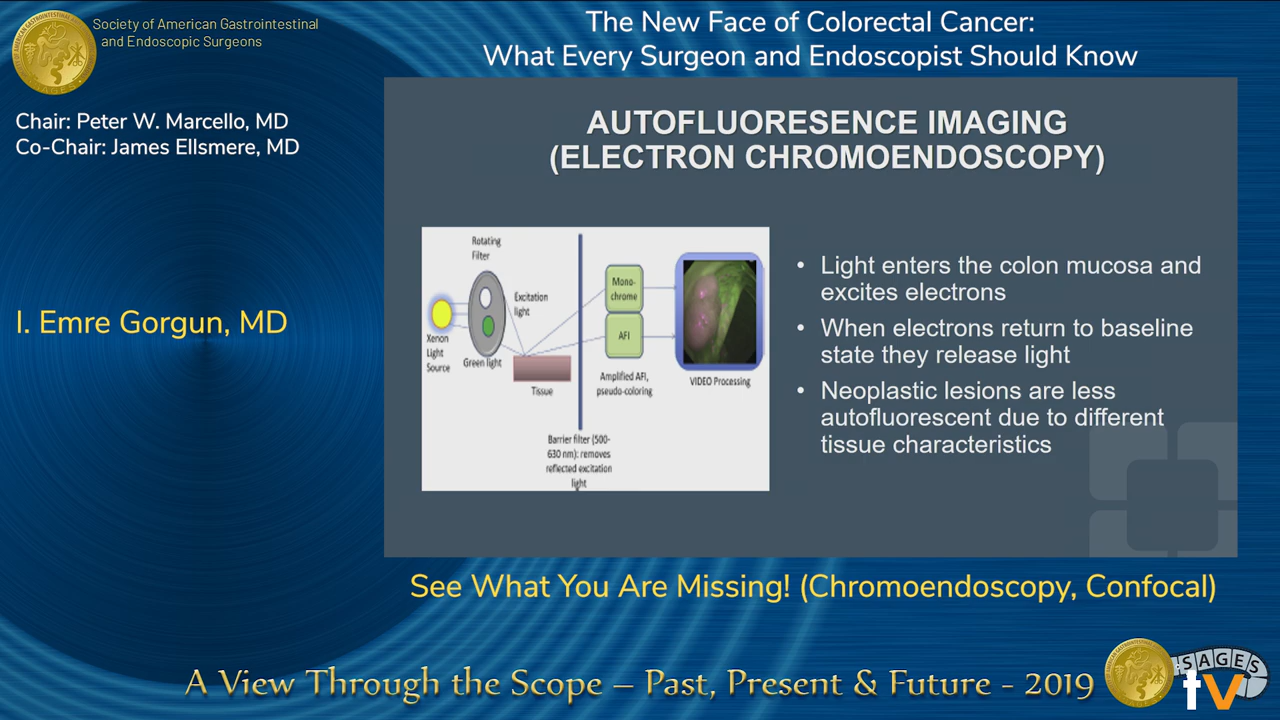 Society of American Gastrointestinal
and Endoscopic Surgeons
The New Face of Colorectal Cancer:
What Every Surgeon and Endoscopist Should Know
Chair: Peter W. Marcello, MD
Co-Chair: James Ellsmere, MD
I. Emre Gorgun, MD
AUTOFLUORESENCE IMAGING
(ELECTRON CHROMOENDOSCOPY)
Rotating
Filter
Excitation
light
Xenon
Light
Source
Green light
Tissue
Mono-
chrome
AFI
Amplified AFI,
pseudo-coloring
VIDEO Processing
Barrier filter (500-
630 nm): removes
reflected excitation
light
• Light enters the colon mucosa and
excites electrons
• When electrons return to baseline
state they release light
• Neoplastic lesions are less
autofluorescent due to different
tissue characteristics
See What You Are Missing! (Chromoendoscopy, Confocal)
A View Through the Scope – Past, Present & Future - 2019
SAGES
tv